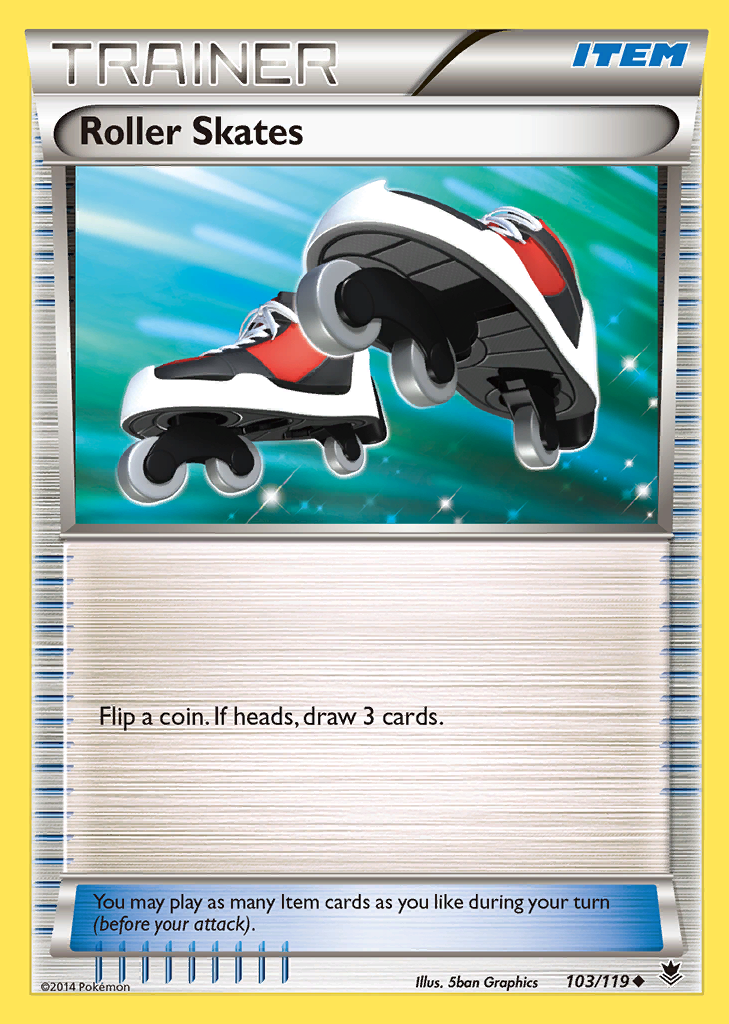 TRAINER
ITEM
Roller Skates
Flip a coin. If heads, draw 3 cards.
You may play as many Item cards as you like during your turn
(before your attack).
©2014 Pokémon
Illus. 5ban Graphics
103/119